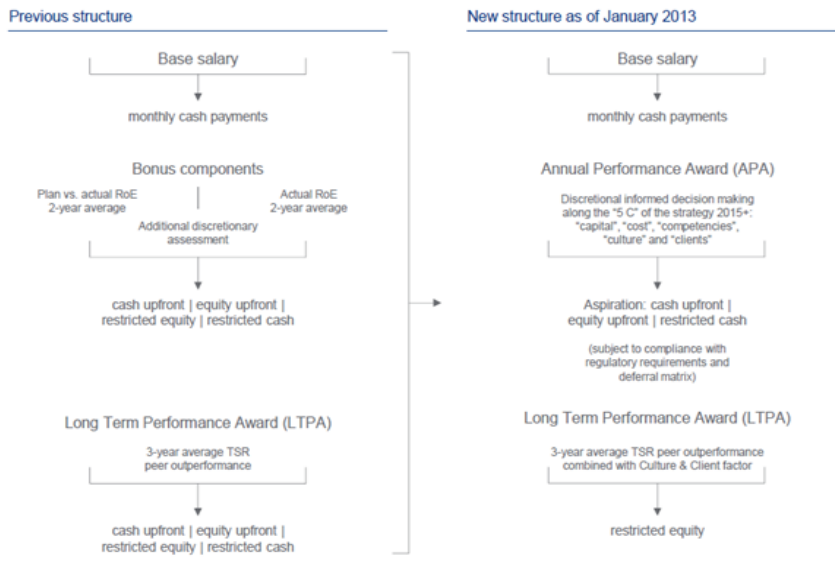 Previous structure
Base salary
monthly cash payments
Bonus components
Plan vs. actual RoE
2-year average
Actual RoE
2-year average
Additional discretionary
assessment
cash upfront | equity upfront |
restricted equity | restricted cash
Long Term Performance Award (LTPA)
3-year average TSR
peer outperformance
cash upfront | equity upfront |
restricted equity | restricted cash
New structure as of January 2013
Base salary
monthly cash payments
Annual Performance Award (APA)
Discretional informed decision making
along the “5 C” of the strategy 2015+:
“capital”, “cost”, “competencies”,
“culture” and “clients”
Aspiration: cash upfront |
equity upfront | restricted cash
(subject to compliance with
regulatory requirements and
deferral matrix)
Long Term Performance Award (LTPA)
3-year average TSR peer outperformance
combined with Culture & Client factor
restricted equity